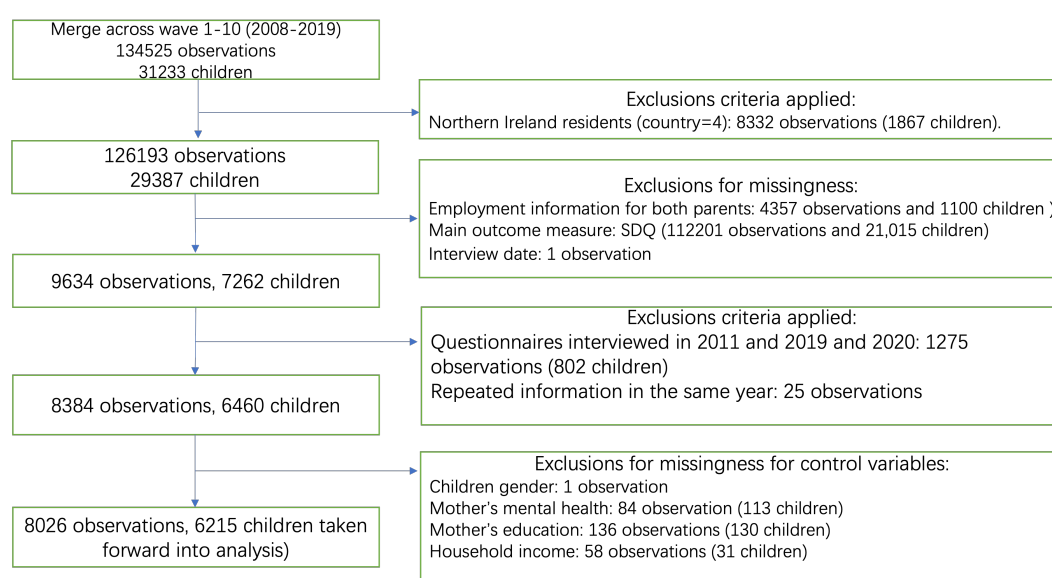 Merge across wave 1-10 (2008-2019)
134525 observations
31233 children
Exclusions criteria applied:
Northern Ireland residents (country=4): 8332 observations (1867 children).
126193 observations
29387 children
Exclusions for missingness:
Employment information for both parents: 4357 observations and 1100 children )
Main outcome measure: SDQ (112201 observations and 21,015 children)
Interview date: 1 observation
9634 observations, 7262 children
Exclusions criteria applied:
Questionnaires interviewed in 2011 and 2019 and 2020: 1275
observations (802 children)
Repeated information in the same year: 25 observations
8384 observations, 6460 children
Exclusions for missingness for control variables:
Children gender: 1 observation
Mother's mental health: 84 observation (113 children)
Mother's education: 136 observations (130 children)
Household income: 58 observations (31 children)
8026 observations, 6215 children taken
forward into analysis)